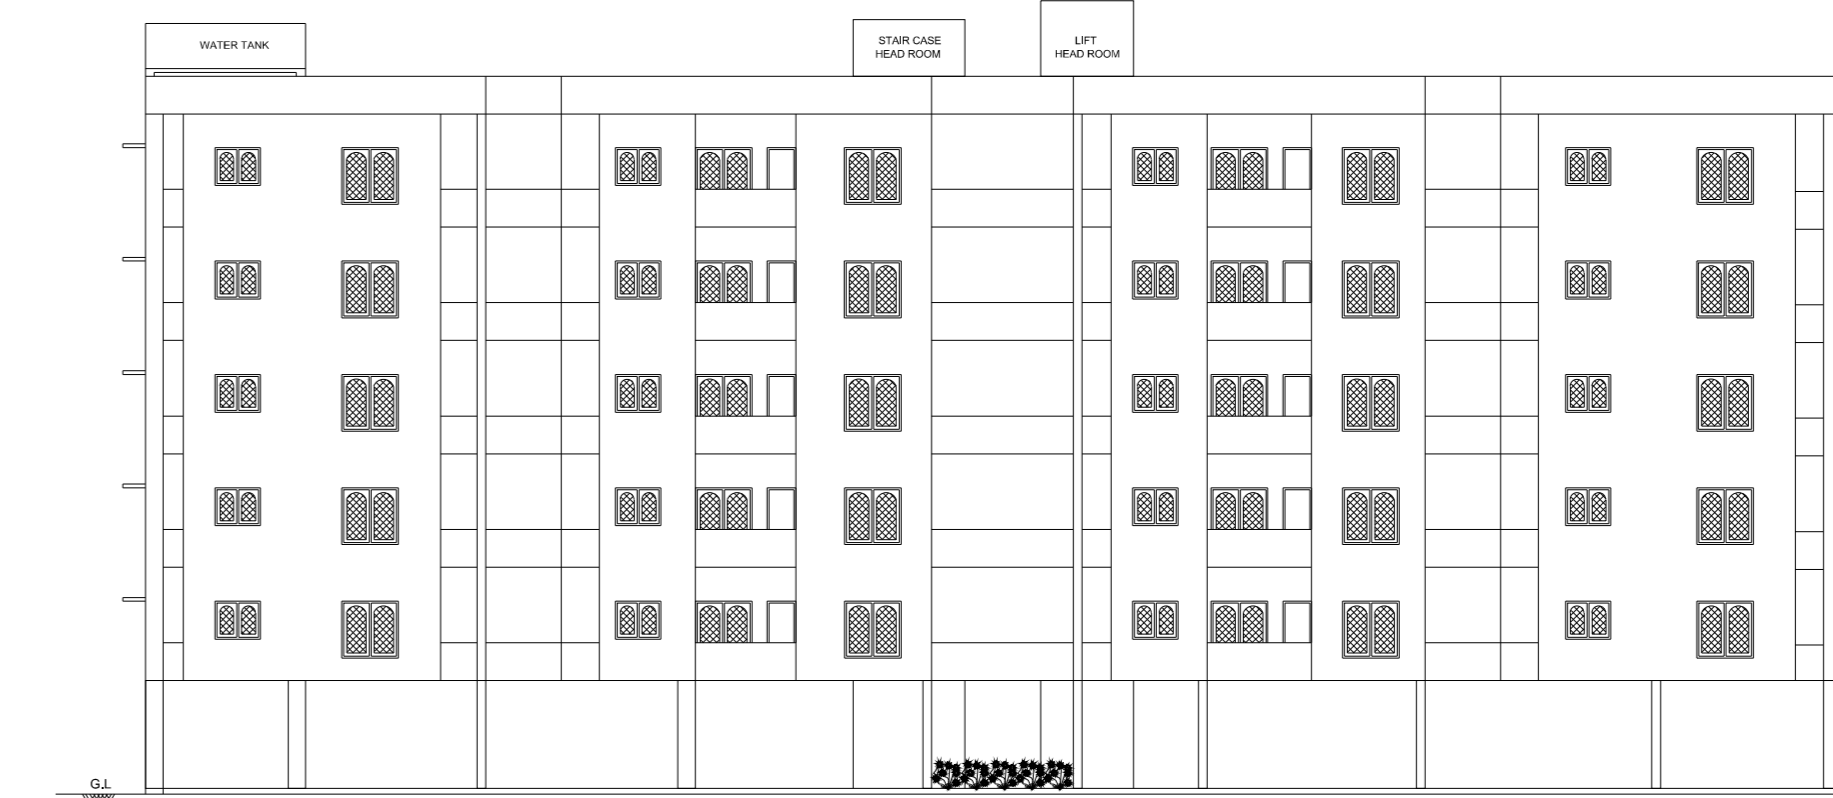 WATER TANK
STAIR CASE
HEAD ROOM
LIFT
HEAD ROOM
G.L